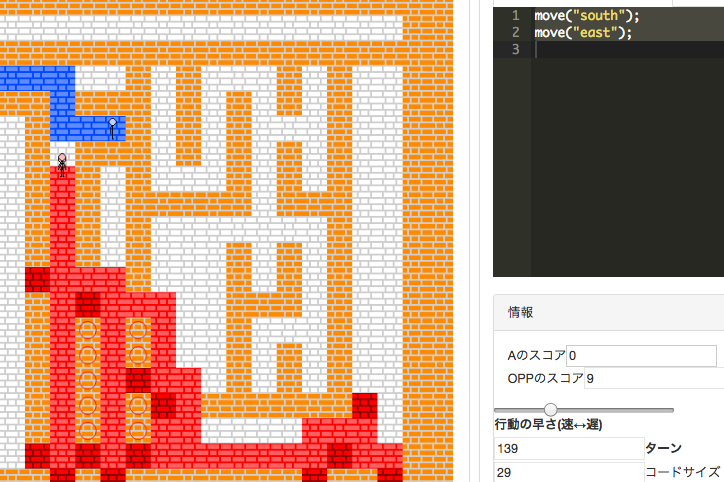 1 move("south");
2 move("east");
3
情報
Aのスコア 0
OPPのスコア 9
行動の早さ(速↔遅)
139 ターン
29 コードサイズ